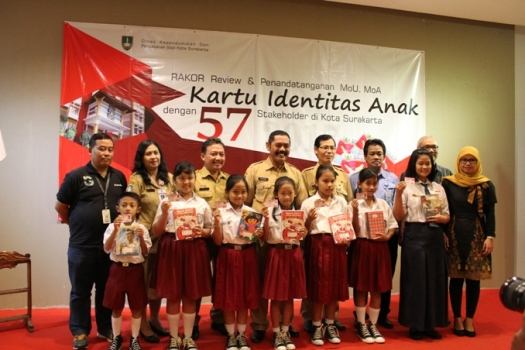 Dinas Kependudukan Dan
Pencatatan Sipil Kota Surakarta
RAKOR Review & Penandatanganan MoU, MoA
Kartu Identitas Anak
dengan 57 Stakeholder di Kota Surakarta